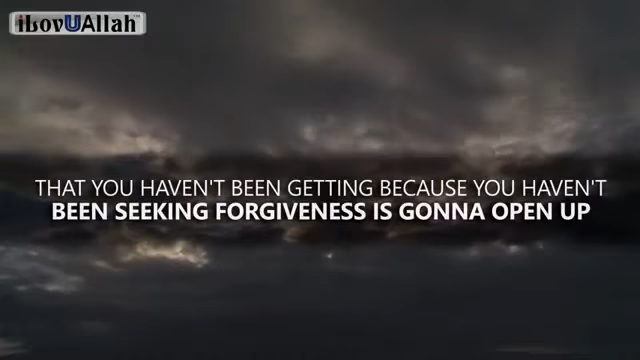 iLovUAllah
THAT YOU HAVEN'T BEEN GETTING BECAUSE YOU HAVEN'T
BEEN SEEKING FORGIVENESS IS GONNA OPEN UP